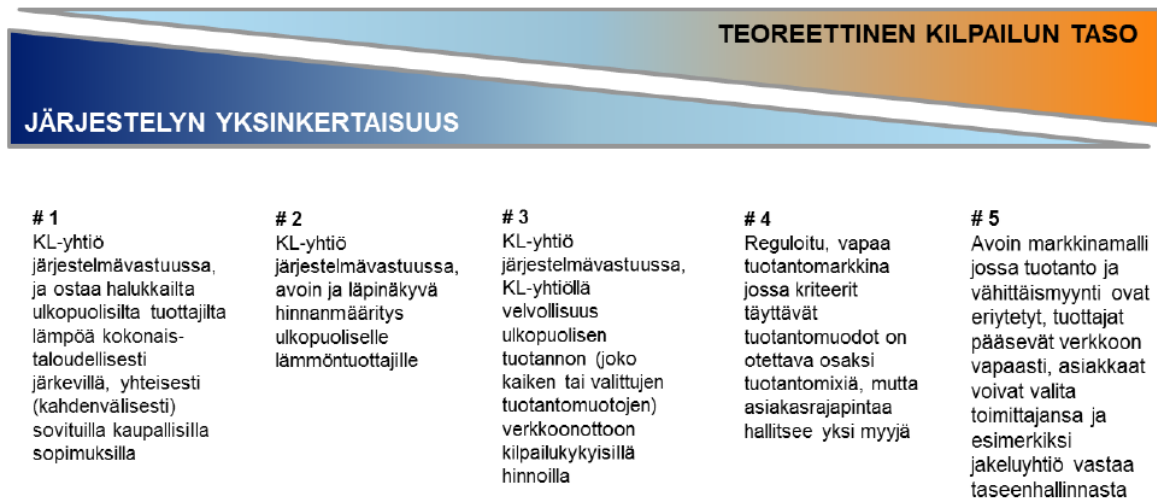 TEOREETTINEN KILPAILUN TASO
JÄRJESTELYN YKSINKERTAISUUS
# 1
KL-yhtiö
järjestelmävastuussa,
ja ostaa halukkailta
ulkopuolisilta tuottajilta
lämpöä kokonais-
taloudellisesti
järkevillä, yhteisesti
(kahdenvälisesti)
sovituilla kaupallisilla
sopimuksilla
# 2
KL-yhtiö
järjestelmävastuussa,
avoin ja läpinäkyvä
hinnanmääritys
ulkopuoliselle
lämmöntuottajille
# 3
KL-yhtiö
järjestelmävastuussa,
KL-yhtiöllä
velvollisuus
ulkopuolisen
tuotannon (joko
kaiken tai valittujen
tuotantomuotojen)
verkkoonottoon
kilpailukykyisillä
hinnoilla
# 4
Reguloitu, vapaa
tuotantomarkkina
jossa kriteerit
täyttävät
tuotantomuodot on
otettava osaksi
tuotantomixiä, mutta
asiakasrajapintaa
hallitsee yksi myyjä
# 5
Avoin markkinamalli
jossa tuotanto ja
vähittäismyynti ovat
eriytetyt, tuottajat
pääsevät verkkoon
vapaasti, asiakkaat
voivat valita
toimittajansa ja
esimerkiksi
jakeluyhtiö vastaa
taseenhallinnasta